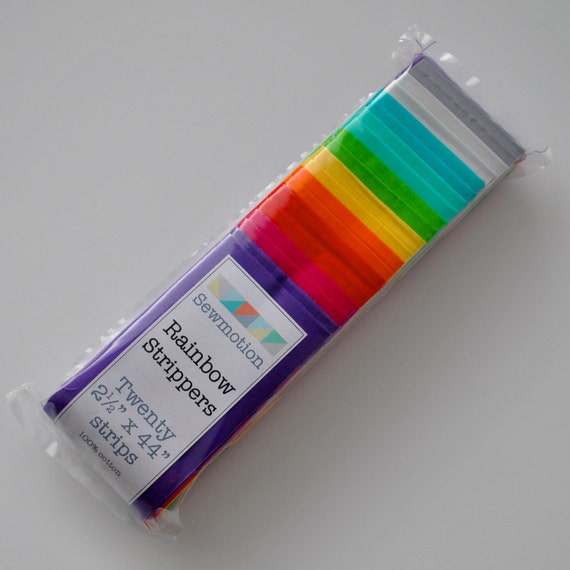 Sewmotion
Rainbow
Strippers
Twenty
2½” x 44”
strips
100% cotton